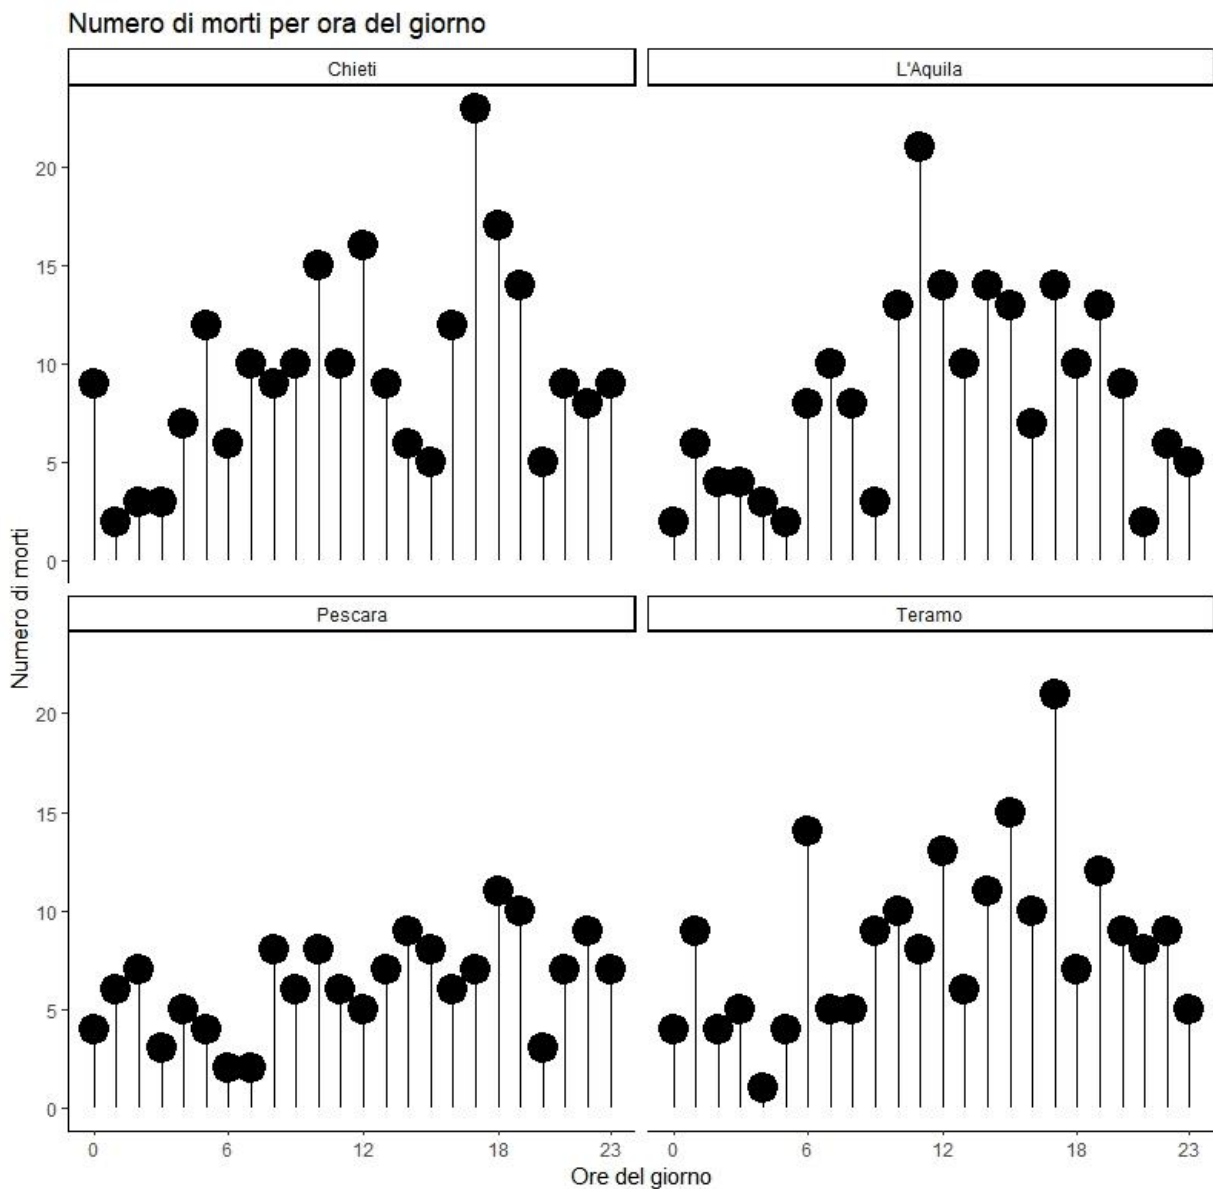 Numero di morti per ora del giorno
Chieti
L'Aquila
20
15
10
5
0
Pescara
Teramo
20
15
10
5
0
0 6 12 18 23
0 6 12 18 23
Numero di morti
Ore del giorno